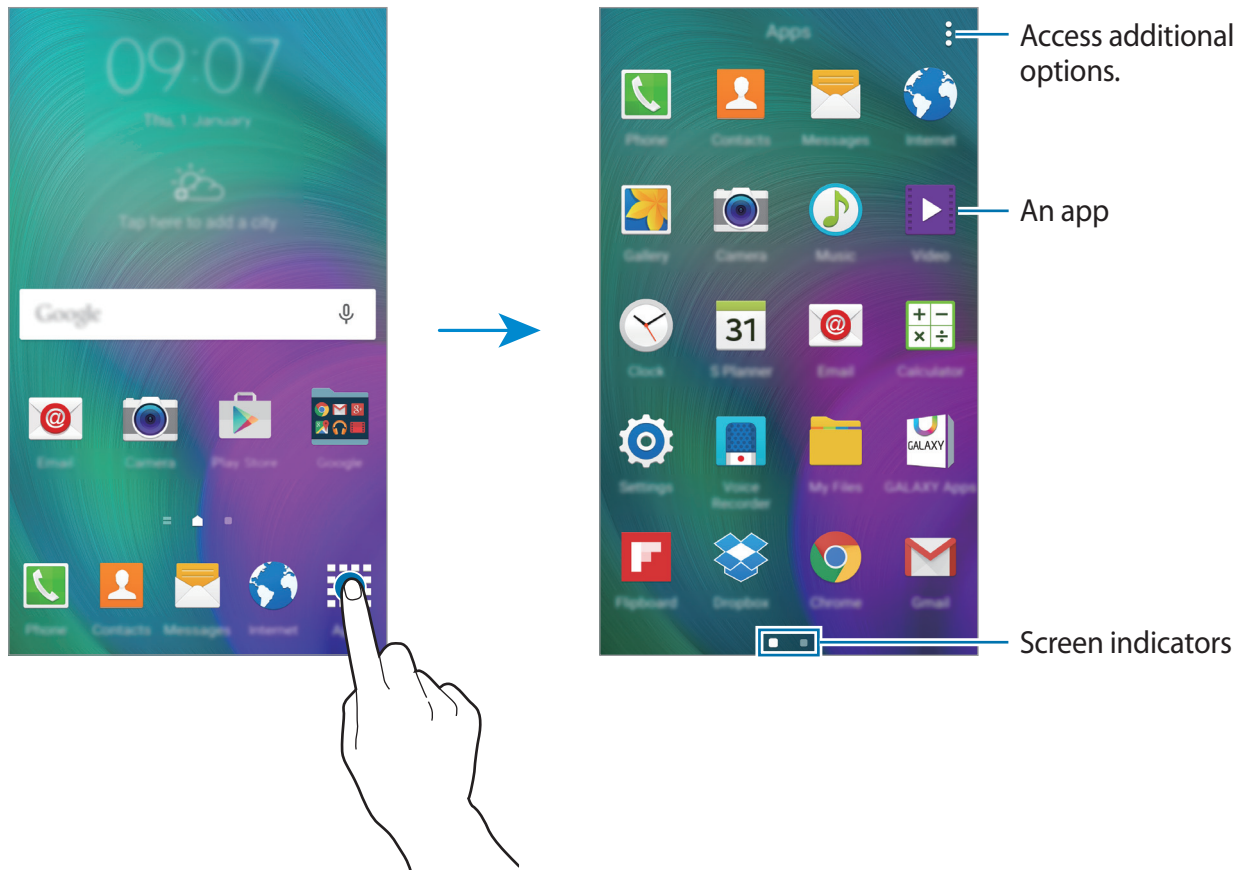 09:07
Thu, 1 January
Tap here to add a city
Google
Email Camera Play Store Google
Phone Contacts Messages Internet
Apps
Phone Contacts Messages Internet
Gallery Camera Music Video
31
Clock S Planner Email Calculator
GALAXY
Settings Voice Recorder My Files GALAXY Apps
Flipboard Dropbox Chrome Gmail
Access additional
options.
An app
Screen indicators